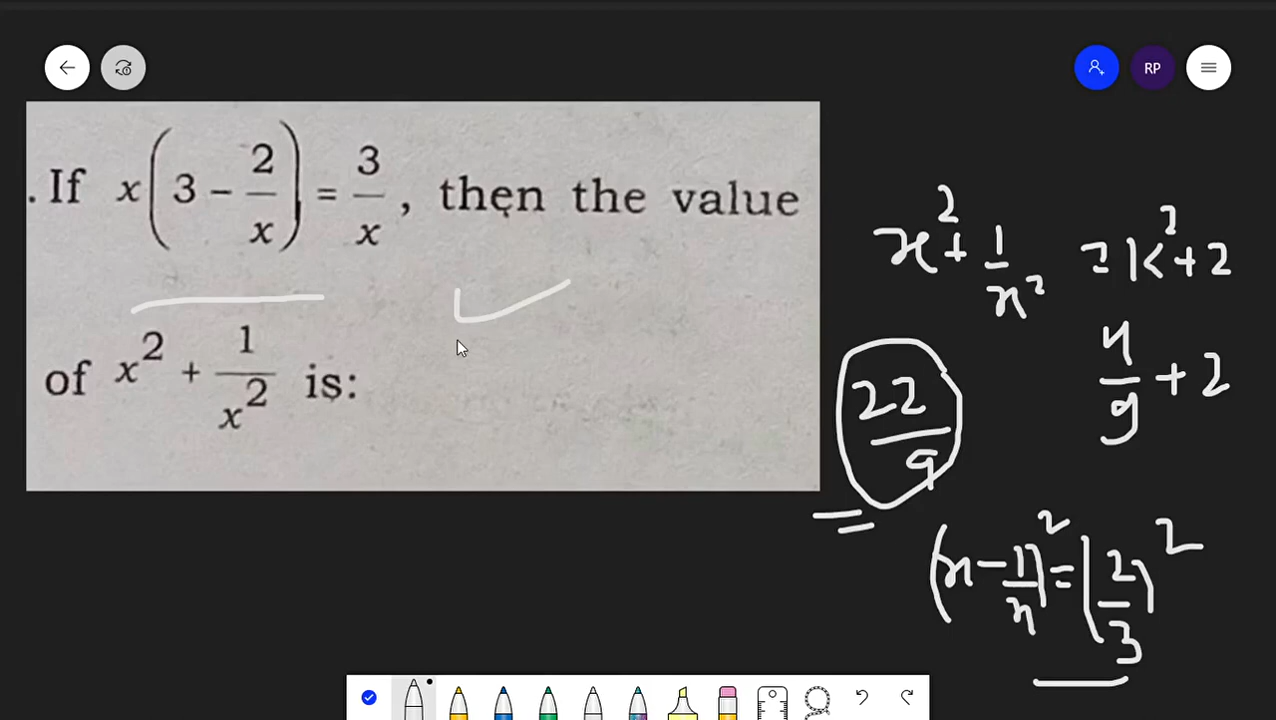 RP
. If x(3 - 2/x) = 3/x, then the value
of x² + 1/x² is:
x² + 1/x² = k² + 2
4/9 + 2
22/9
(x - 1/x)² = (2/3)²